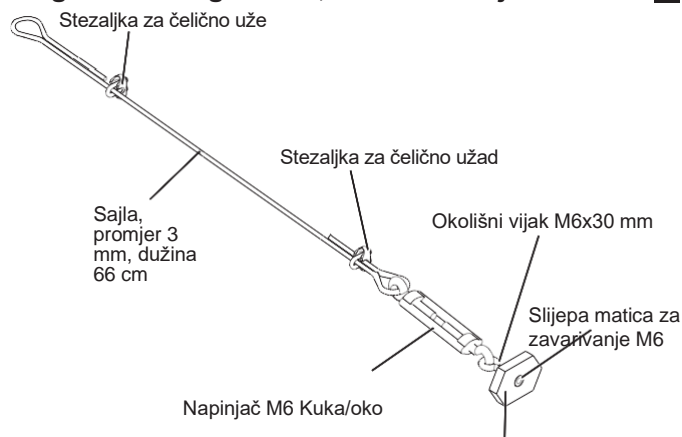 Stezaljka za čelično uže
Stezaljka za čelično užad
Sajla,
promjer 3
mm, dužina
66 cm
Okolišni vijak M6x30 mm
Slijepa matica za
zavarivanje M6
Napinjač M6 Kuka/oko